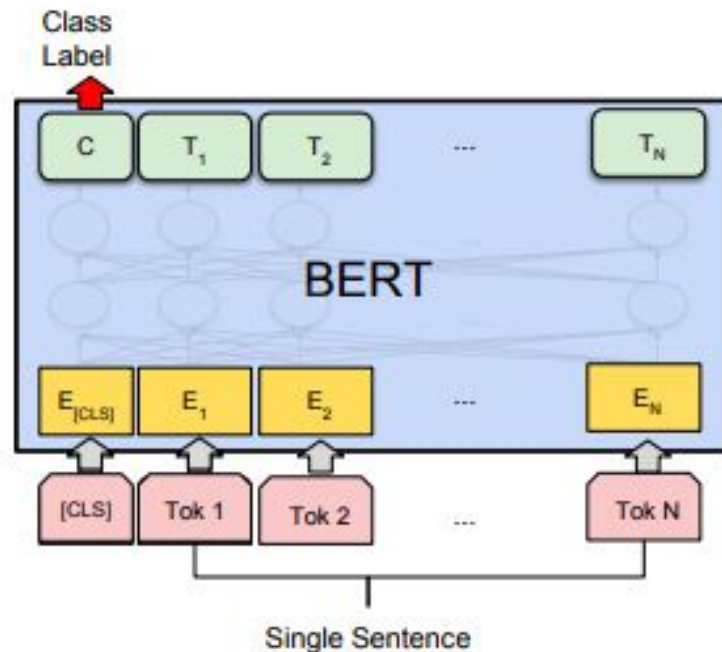 Class
Label
C T1 T2 ... TN
BERT
E[CLS] E1 E2 ... EN
[CLS] Tok 1 Tok 2 ... Tok N
Single Sentence